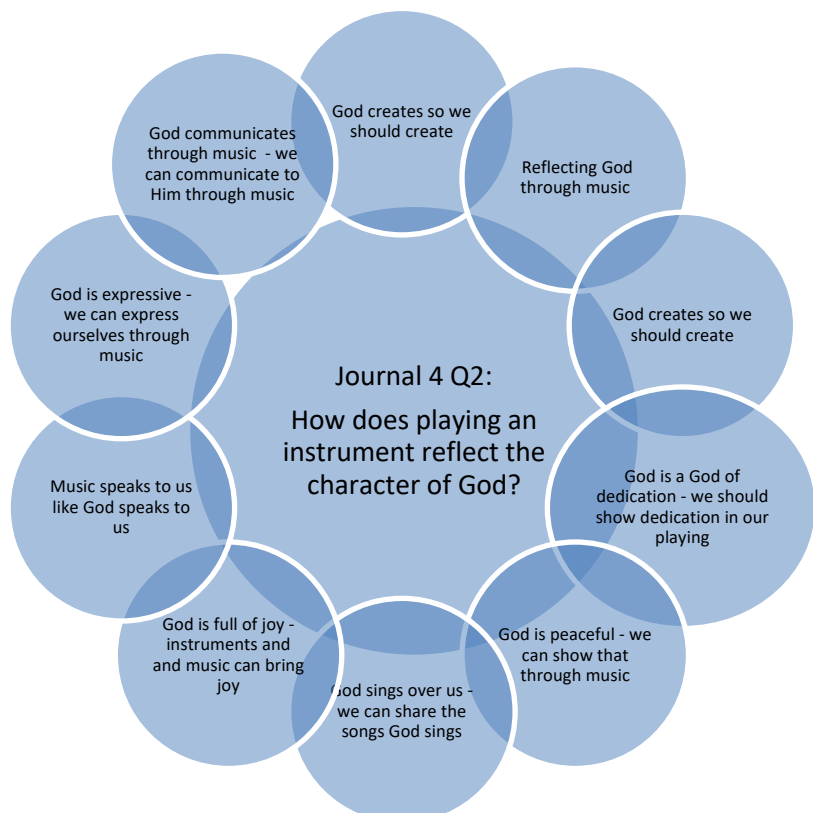 God creates so we
should create
Reflecting God
through music
God creates so we
should create
God is a God of
dedication - we should
show dedication in our
playing
God is peaceful - we
can show that
through music
God sings over us -
we can share the
songs God sings
God is full of joy -
instruments and
and music can bring
joy
Music speaks to us
like God speaks to
us
God is expressive -
we can express
ourselves through
music
God communicates
through music - we
can communicate to
Him through music
Journal 4 Q2:
How does playing an
instrument reflect the
character of God?